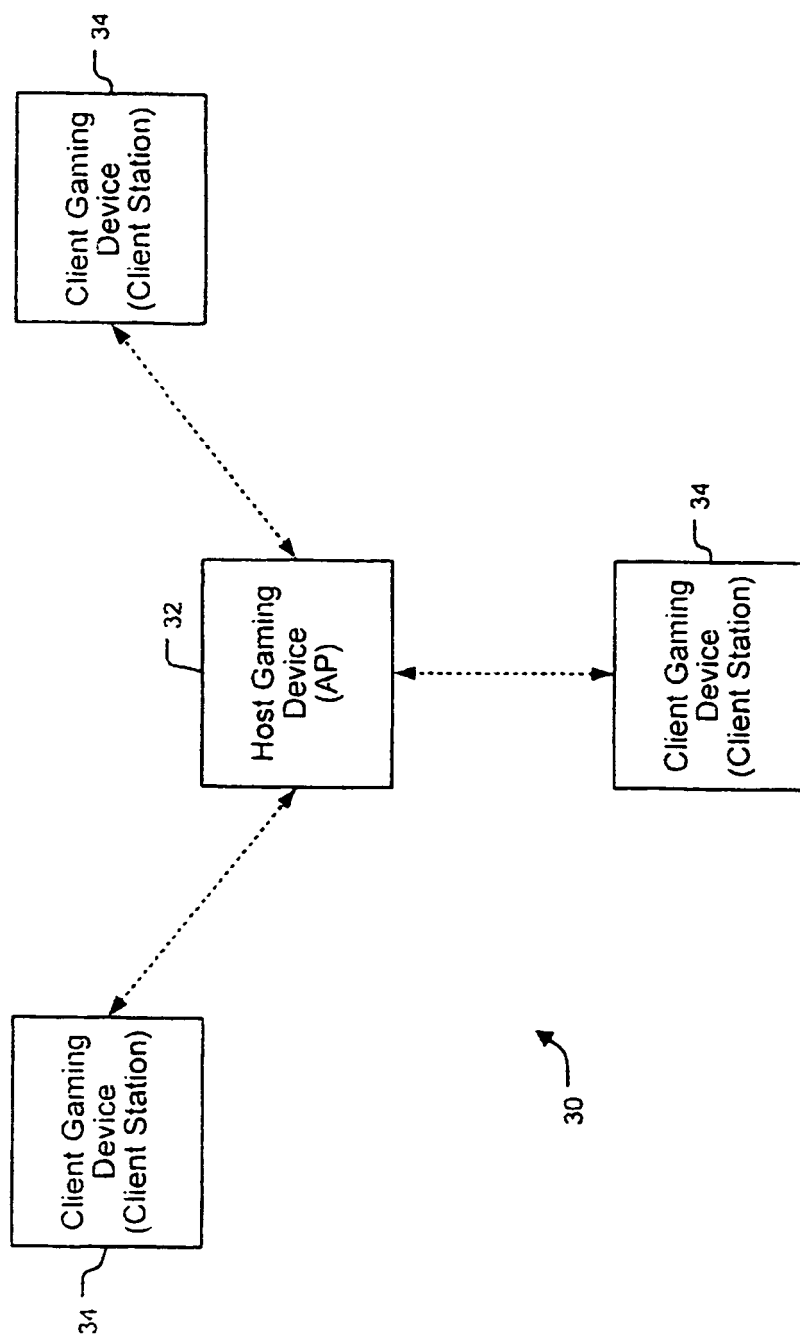 34
Client Gaming
Device
(Client Station)
34
Client Gaming
Device
(Client Station)
32
Host Gaming
Device
(AP)
30
34
Client Gaming
Device
(Client Station)